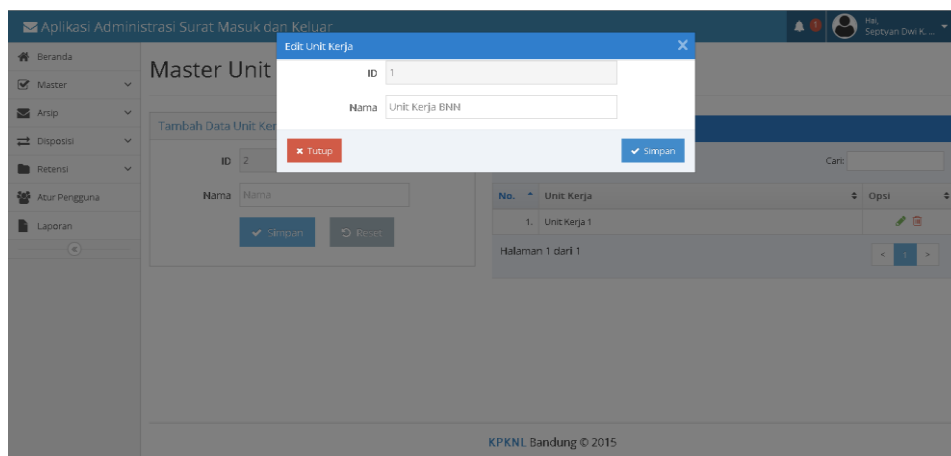 Aplikasi Administrasi Surat Masuk dan Keluar
1
Hai,
Septyan Dwi K. ...
Edit Unit Kerja
ID 1
Nama Unit Kerja BNN
Tutup
Simpan
Beranda
Master
Arsip
Disposisi
Retensi
Atur Pengguna
Laporan
Master Unit
Tambah Data Unit Ker
ID 2
Nama Nama
Simpan Reset
Cari:
No. Unit Kerja Opsi
1. Unit Kerja 1
Halaman 1 dari 1
< 1 >
KPKNL Bandung © 2015